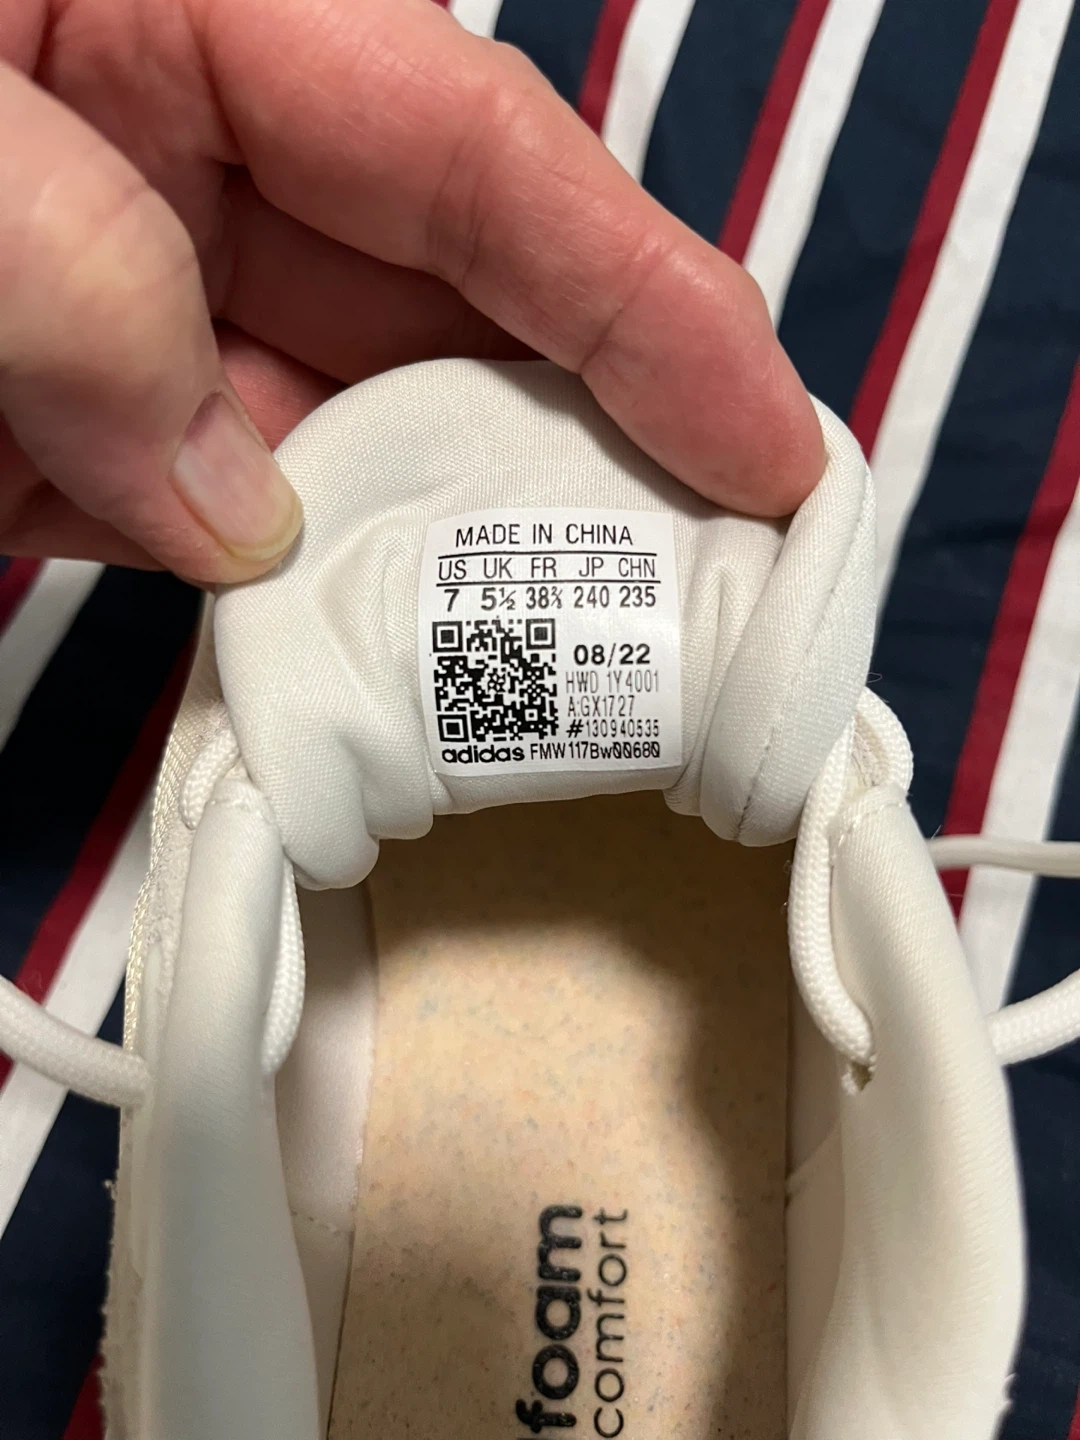 MADE IN CHINA
US UK FR JP CHN
7 5½ 38⅔ 240 235
08/22
HWD 1Y4001
A:GX1727
#130940535
adidas FMW117Bw00680
foam
comfort